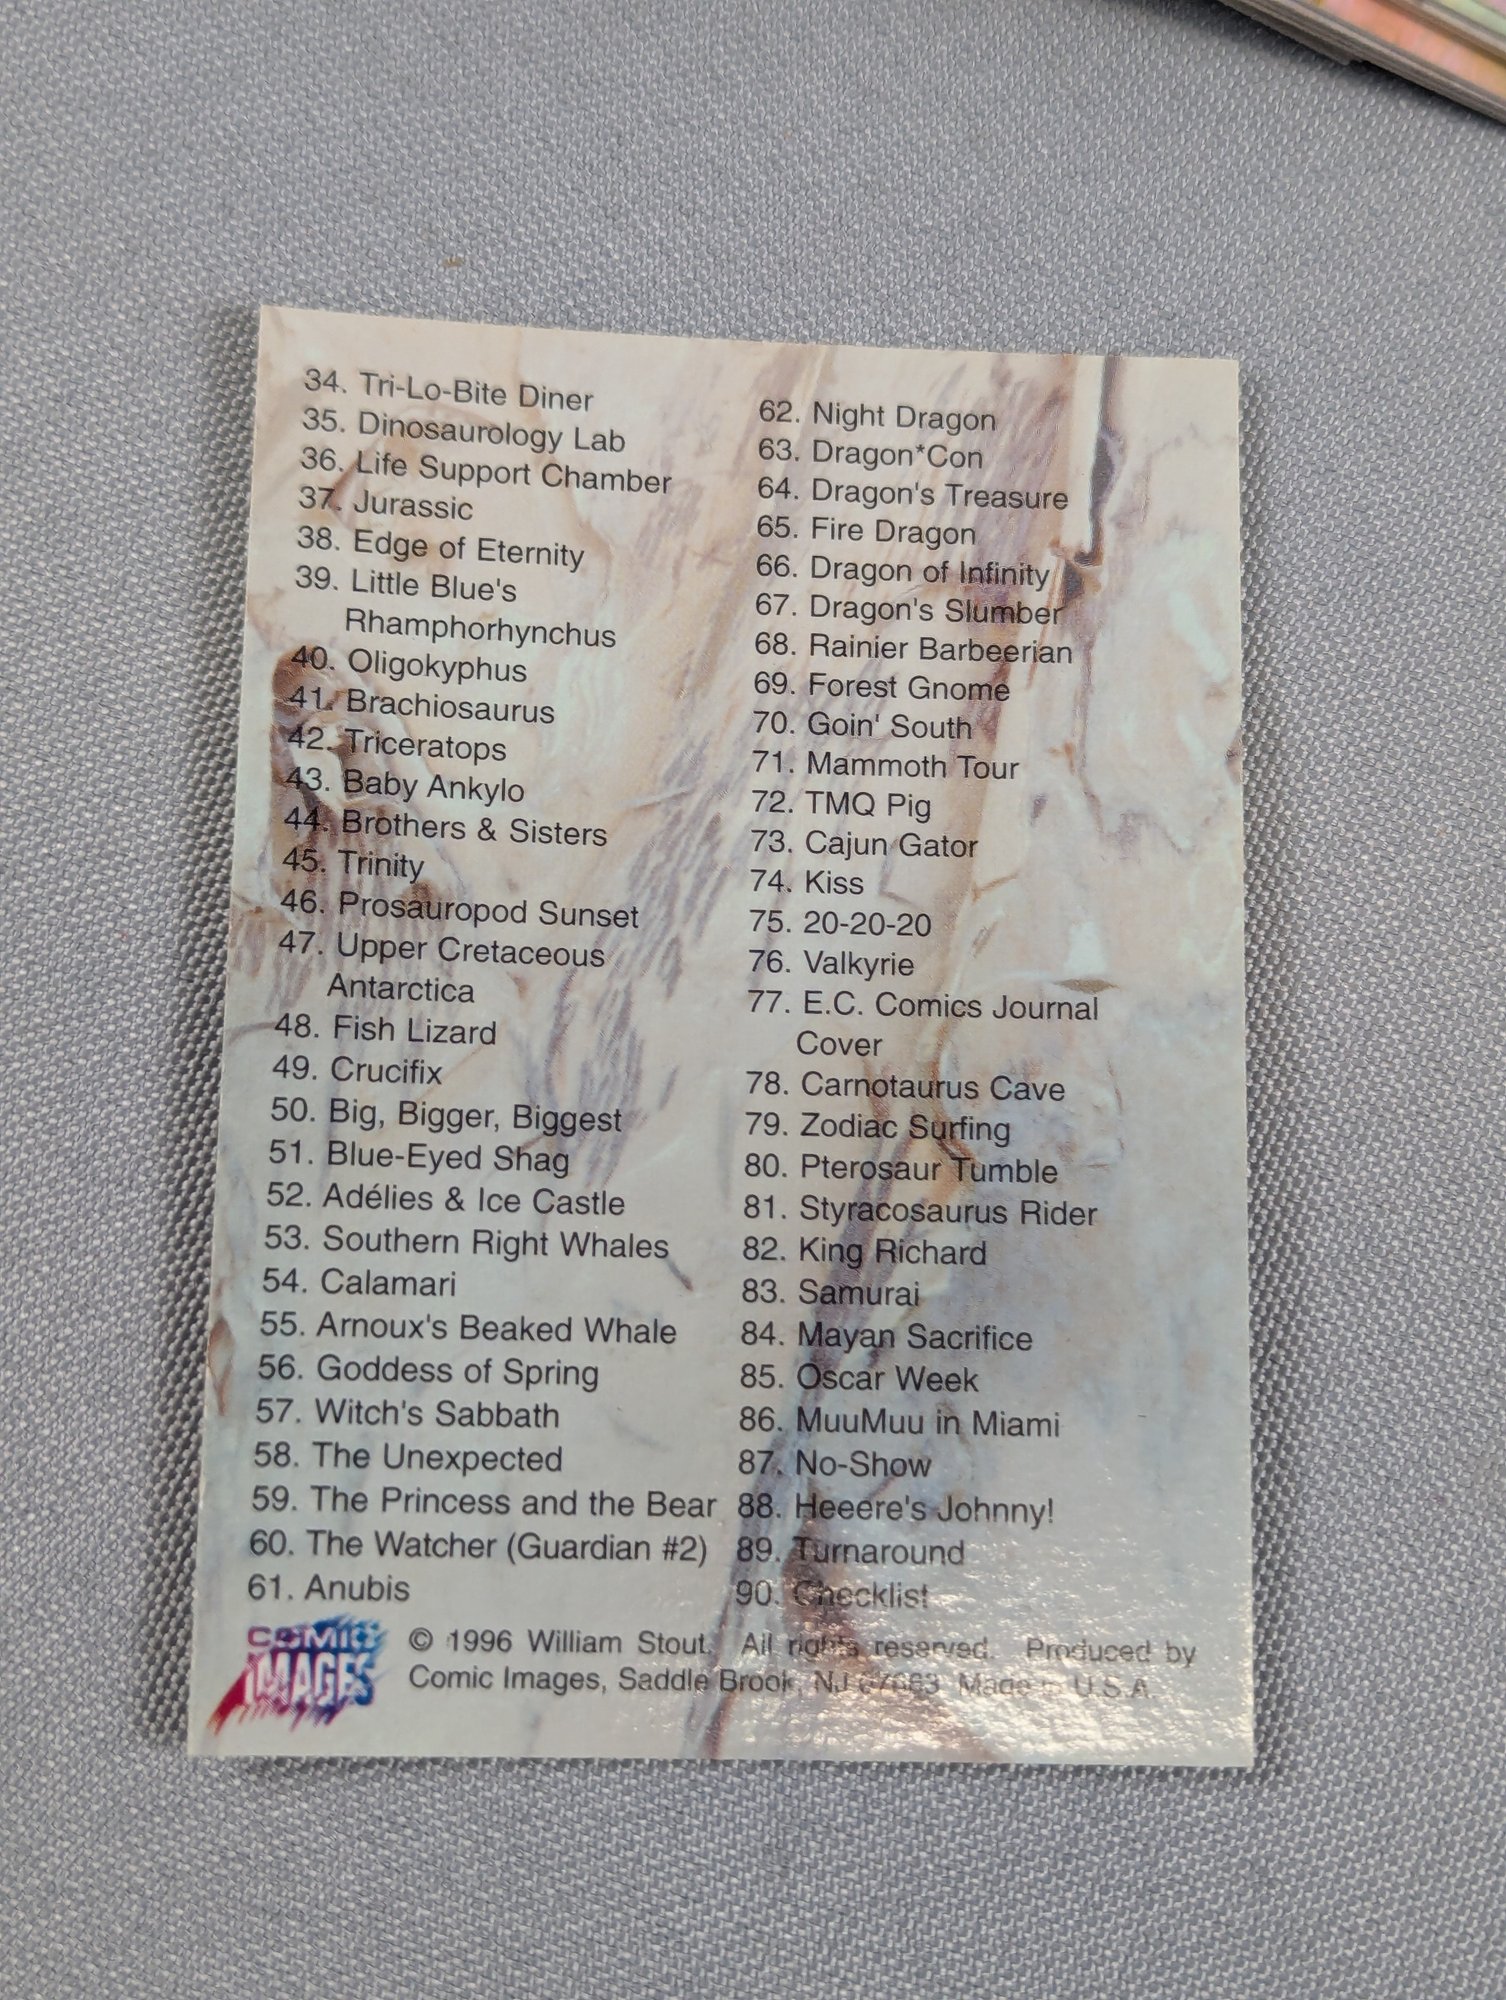 34. Tri-Lo-Bite Diner
35. Dinosaurology Lab
36. Life Support Chamber
37. Jurassic
38. Edge of Eternity
39. Little Blue's
Rhamphorhynchus
40. Oligokyphus
41. Brachiosaurus
42. Triceratops
43. Baby Ankylo
44. Brothers & Sisters
45. Trinity
46. Prosauropod Sunset
47. Upper Cretaceous
Antarctica
48. Fish Lizard
49. Crucifix
50. Big, Bigger, Biggest
51. Blue-Eyed Shag
52. Adélies & Ice Castle
53. Southern Right Whales
54. Calamari
55. Arnoux's Beaked Whale
56. Goddess of Spring
57. Witch's Sabbath
58. The Unexpected
59. The Princess and the Bear
60. The Watcher (Guardian #2)
61. Anubis
62. Night Dragon
63. Dragon*Con
64. Dragon's Treasure
65. Fire Dragon
66. Dragon of Infinity
67. Dragon's Slumber
68. Rainier Barbeerian
69. Forest Gnome
70. Goin' South
71. Mammoth Tour
72. TMQ Pig
73. Cajun Gator
74. Kiss
75. 20-20-20
76. Valkyrie
77. E.C. Comics Journal
Cover
78. Carnotaurus Cave
79. Zodiac Surfing
80. Pterosaur Tumble
81. Styracosaurus Rider
82. King Richard
83. Samurai
84. Mayan Sacrifice
85. Oscar Week
86. MuuMuu in Miami
87. No-Show
88. Heeere's Johnny!
89. Turnaround
90. Checklist
COMIC
IMAGES
© 1996 William Stout. All rights reserved. Produced by
Comic Images, Saddle Brook, NJ 07663 Made in U.S.A.